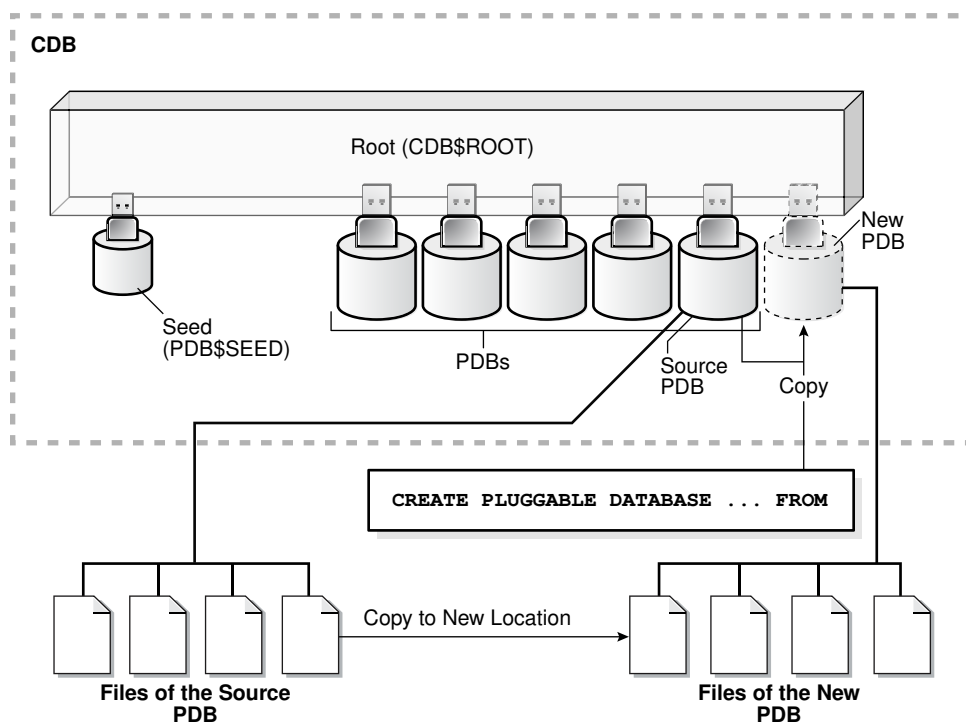 CDB
Root (CDB$ROOT)
New
PDB
Seed
(PDB$SEED)
PDBs
Source
PDB
Copy
CREATE PLUGGABLE DATABASE ... FROM
Copy to New Location
Files of the Source
PDB
Files of the New
PDB